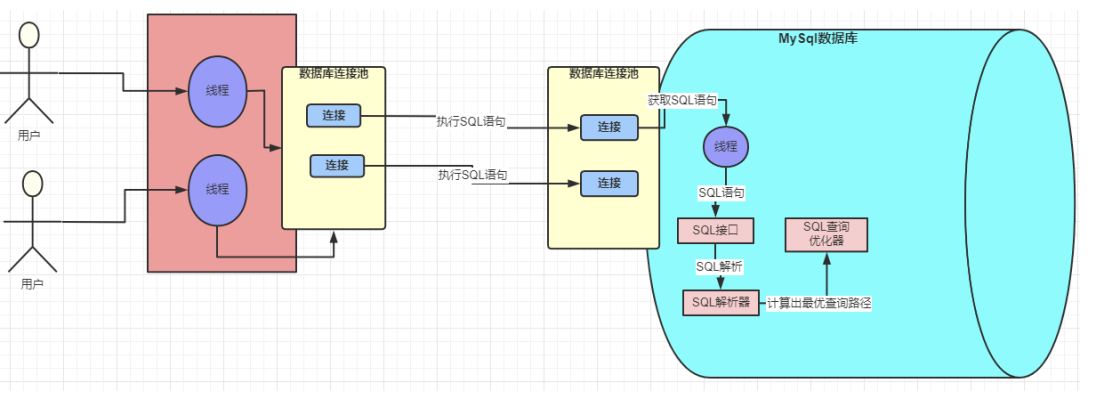 MySql数据库
数据库连接池
数据库连接池
线程
连接
执行SQL语句
连接
获取SQL语句
线程
用户
线程
连接
执行SQL语句
连接
SQL语句
SQL接口
SQL查询
优化器
SQL解析
用户
SQL解析器
计算出最优查询路径